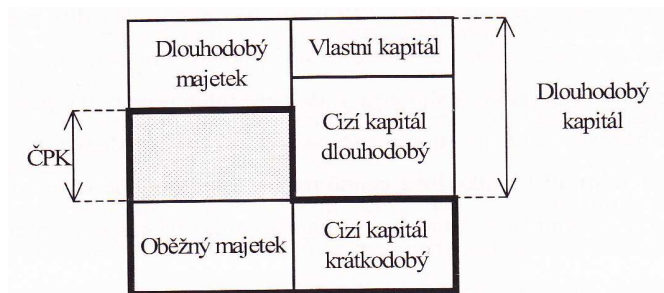 Dlouhodobý
majetek
Vlastní kapitál
Dlouhodobý
kapitál
ČPK
Cizí kapitál
dlouhodobý
Oběžný majetek
Cizí kapitál
krátkodobý